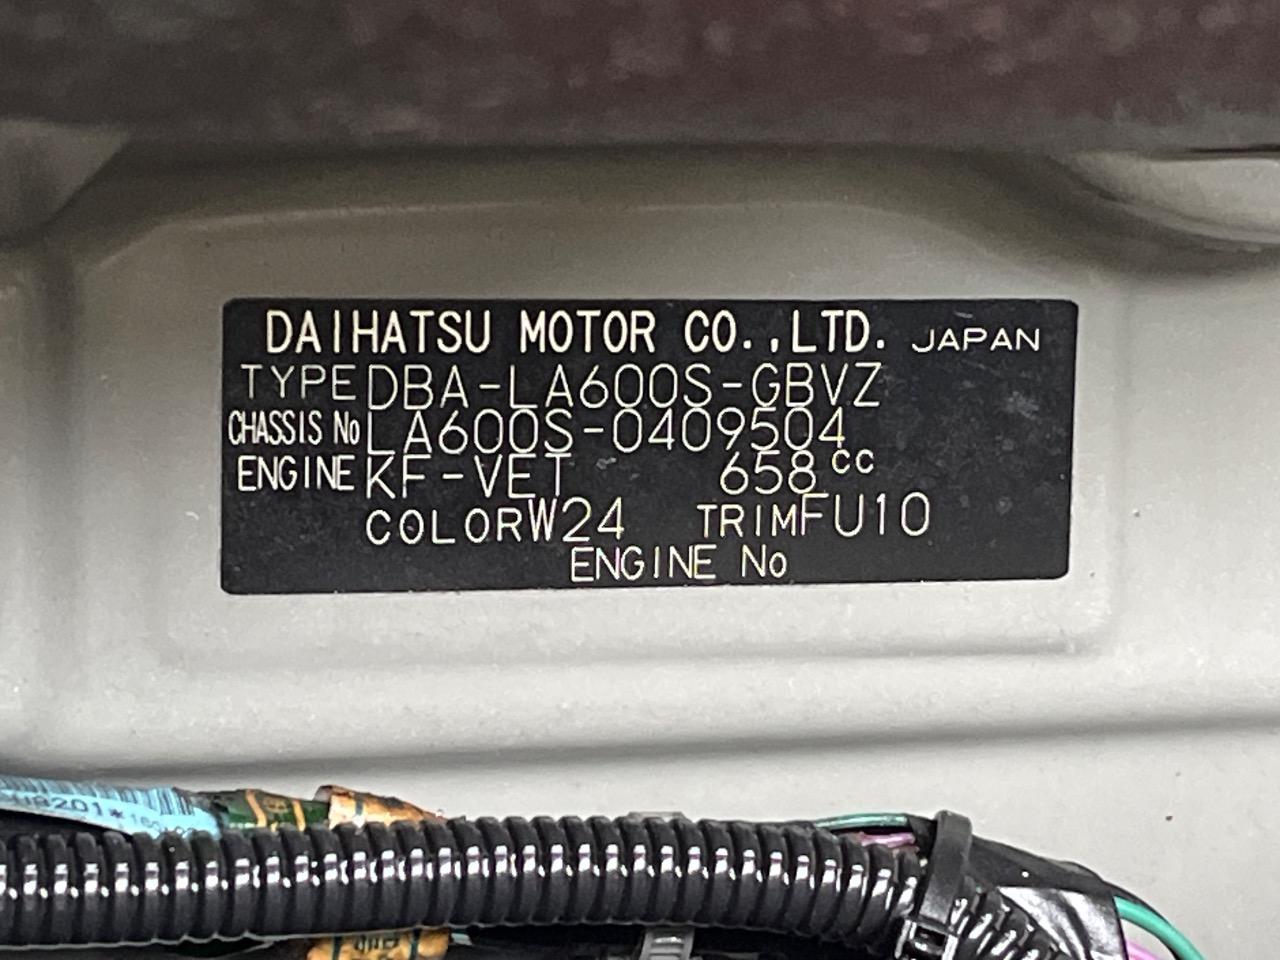 DAIHATSU MOTOR CO.,LTD. JAPAN
TYPE DBA-LA600S-GBVZ
CHASSIS No LA600S-0409504
ENGINE KF-VET 658cc
COLOR W24 TRIM FU10
ENGINE No